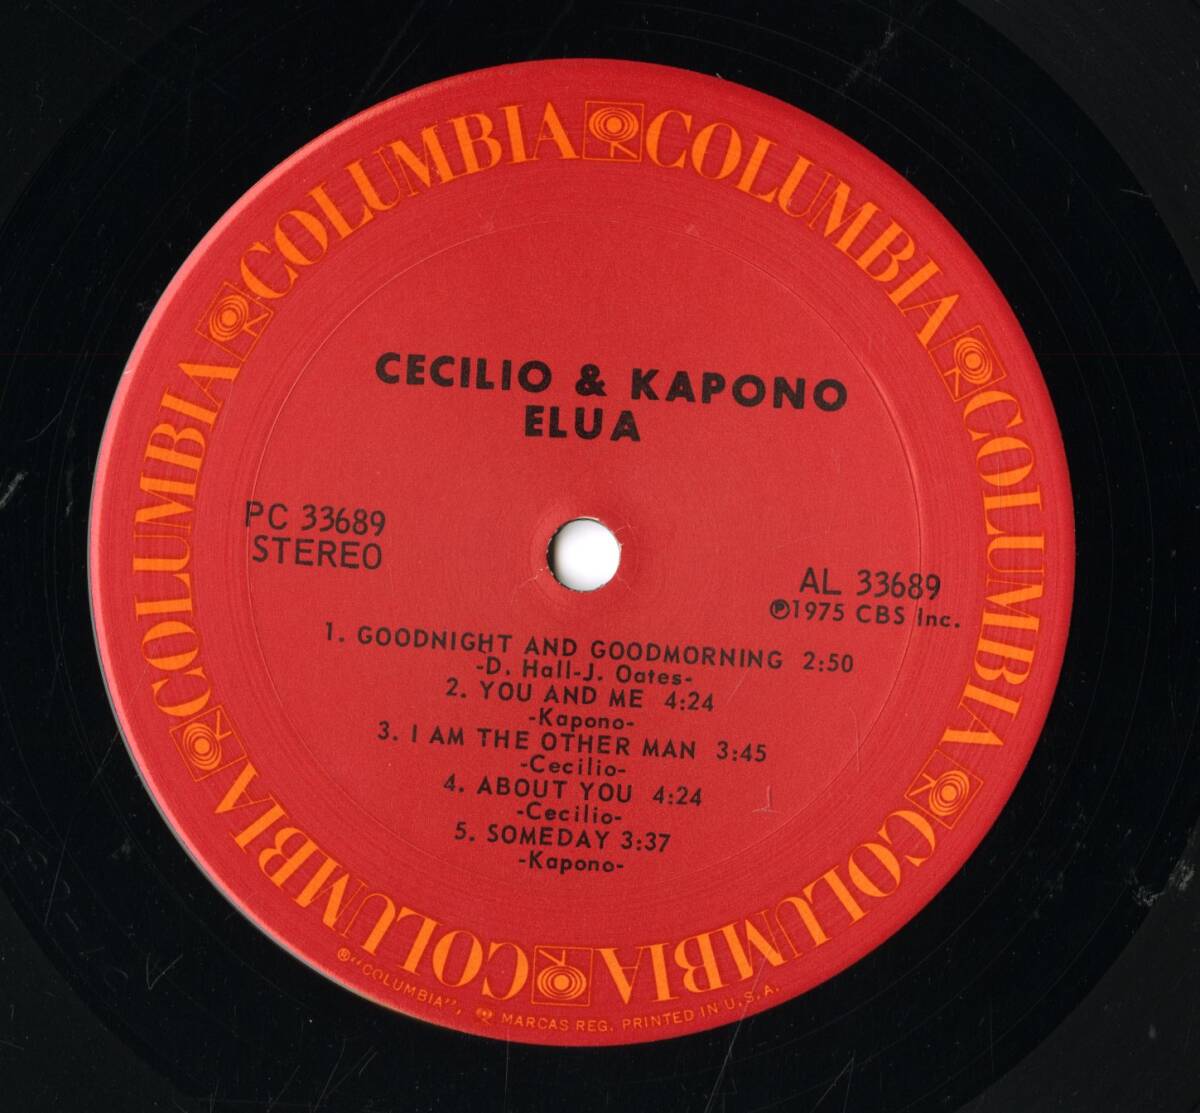 COLUMBIA COLUMBIA COLUMBIA COLUMBIA COLUMBIA COLUMBIA
CECILIO & KAPONO
ELUA
PC 33689
STEREO
AL 33689
℗1975 CBS Inc.
1. GOODNIGHT AND GOODMORNING 2:50
-D. Hall-J. Oates-
2. YOU AND ME 4:24
-Kapono-
3. I AM THE OTHER MAN 3:45
-Cecilio-
4. ABOUT YOU 4:24
-Cecilio-
5. SOMEDAY 3:37
-Kapono-
®"COLUMBIA", MARCAS REG. PRINTED IN U.S.A.